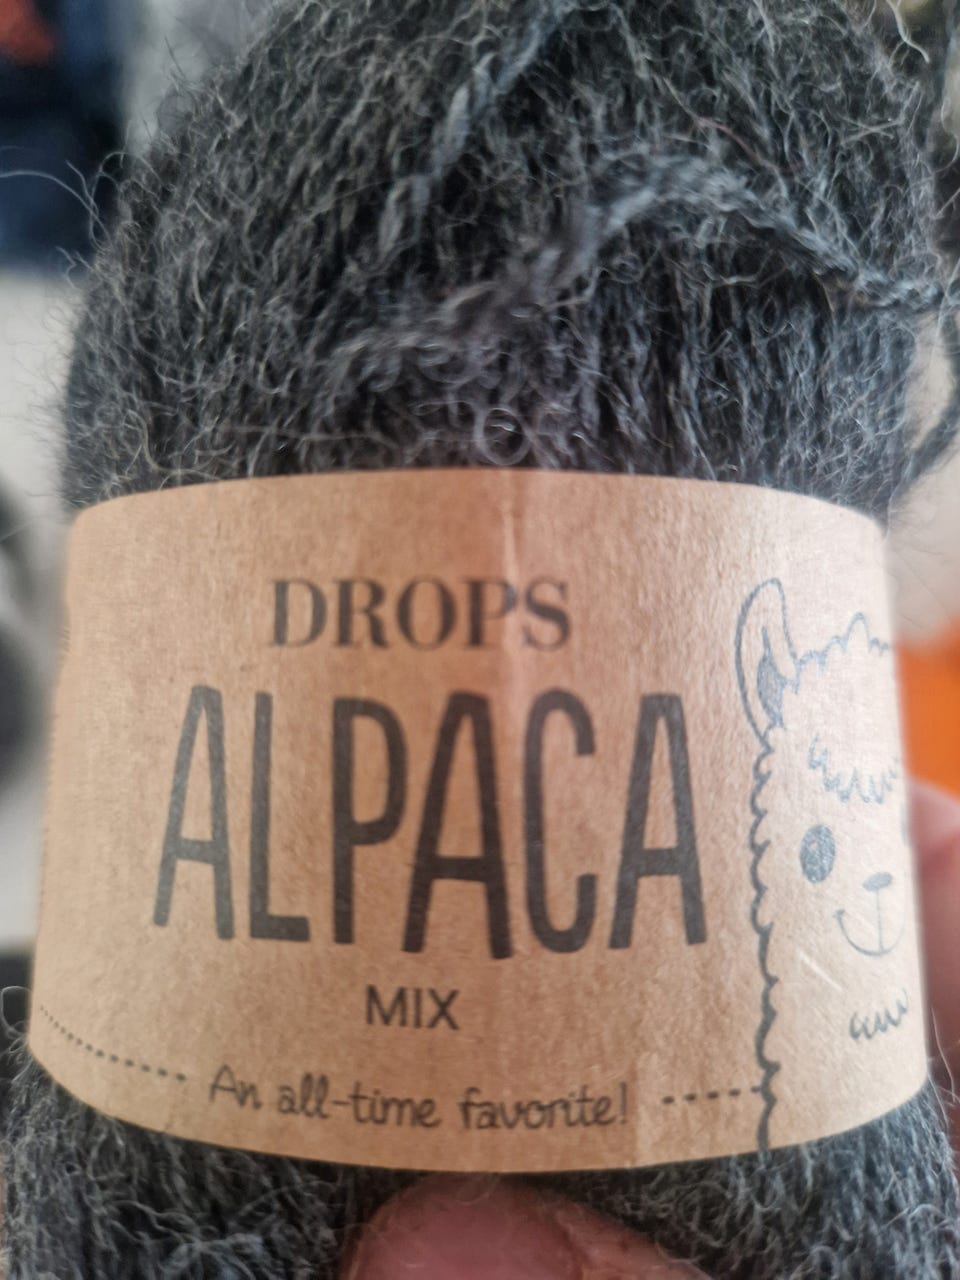 DROPS
ALPACA
MIX
An all-time favorite!